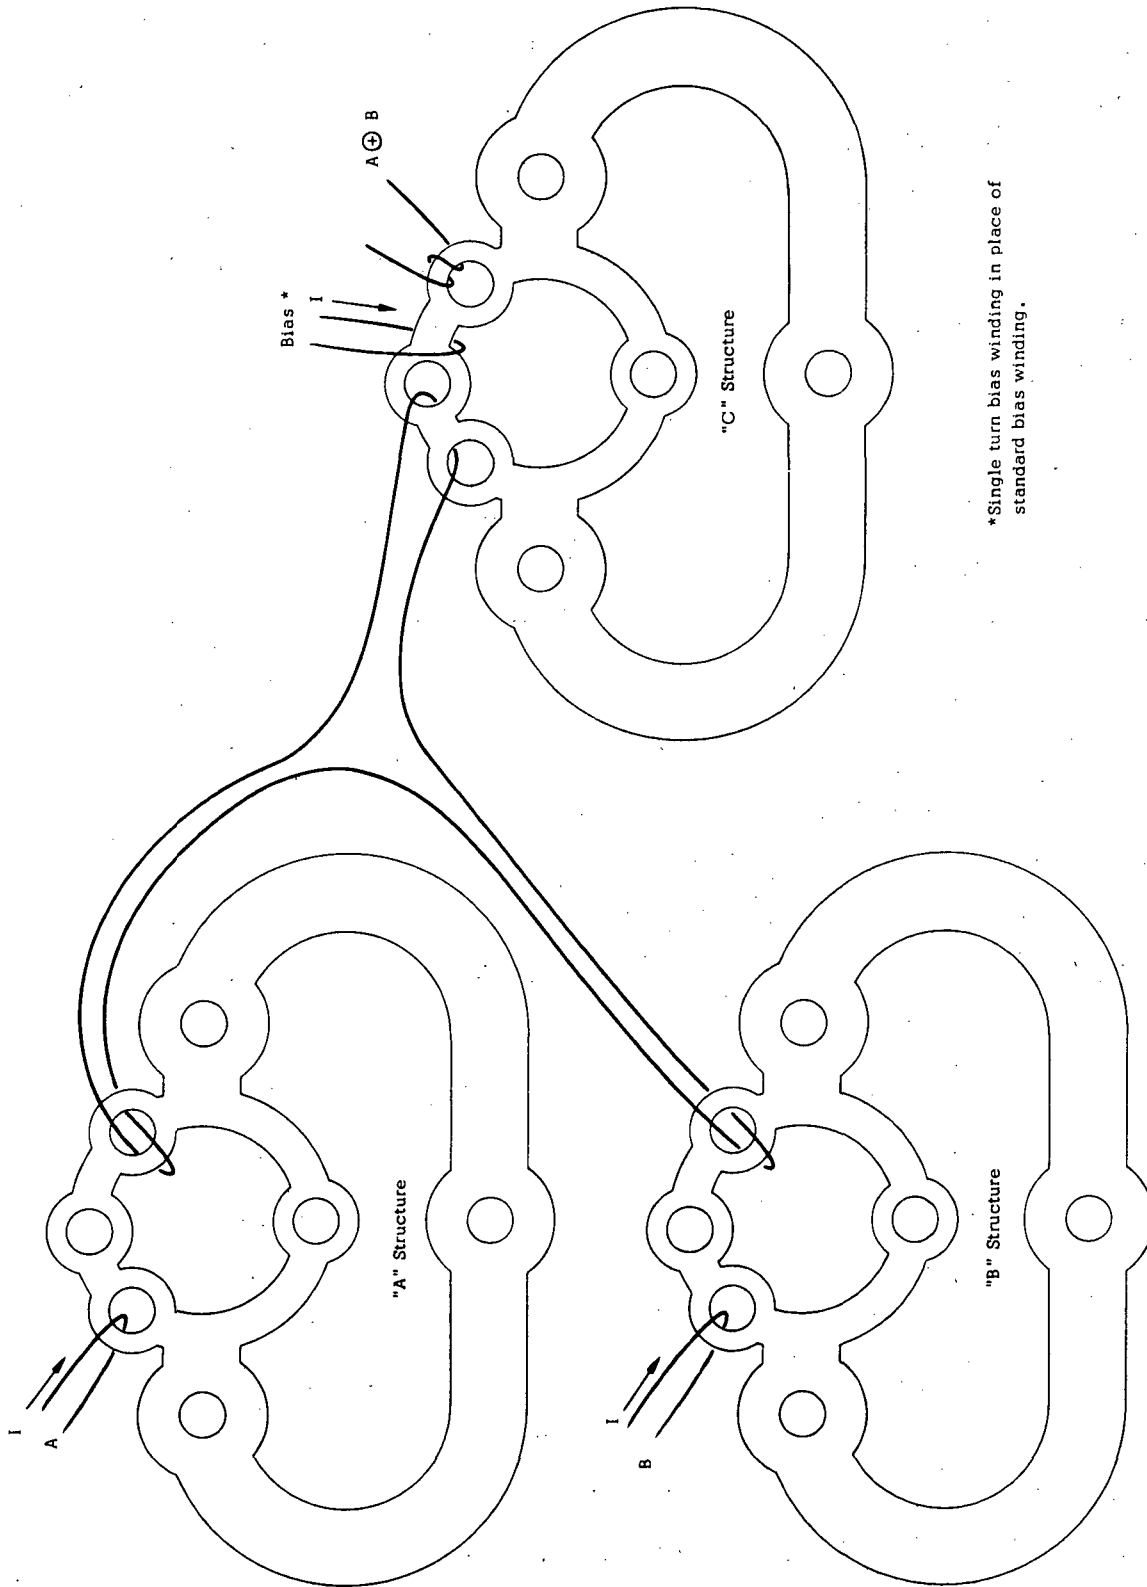 I
A
"A" Structure
I
B
"B" Structure
Bias *
I
A ⊕ B
"C" Structure
*Single turn bias winding in place of
standard bias winding.